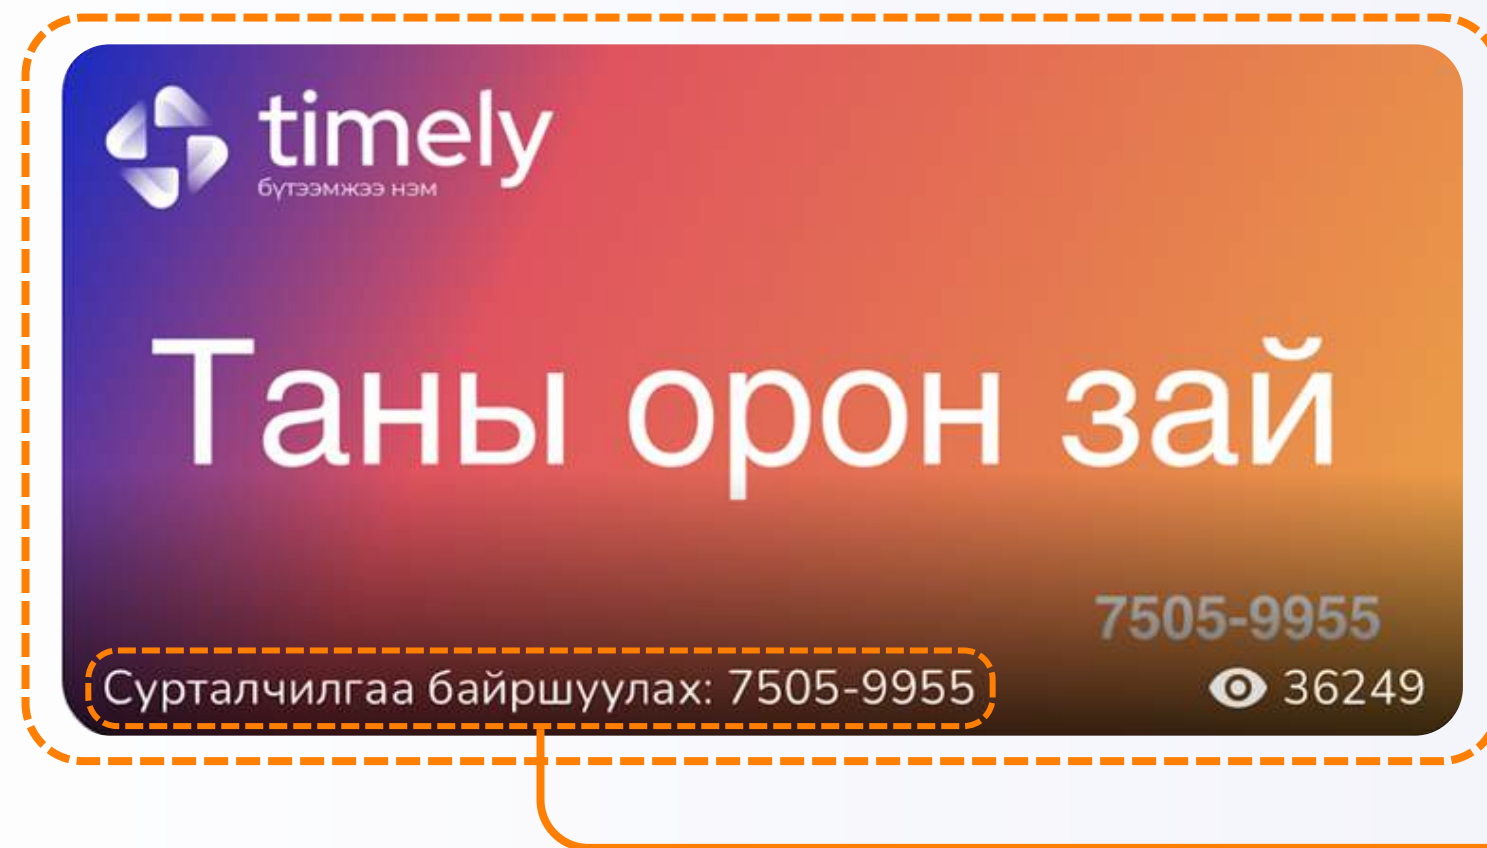 timely
бүтээмжээ нэм
Таны орон зай
7505-9955
Сурталчилгаа байршуулах: 7505-9955
36249